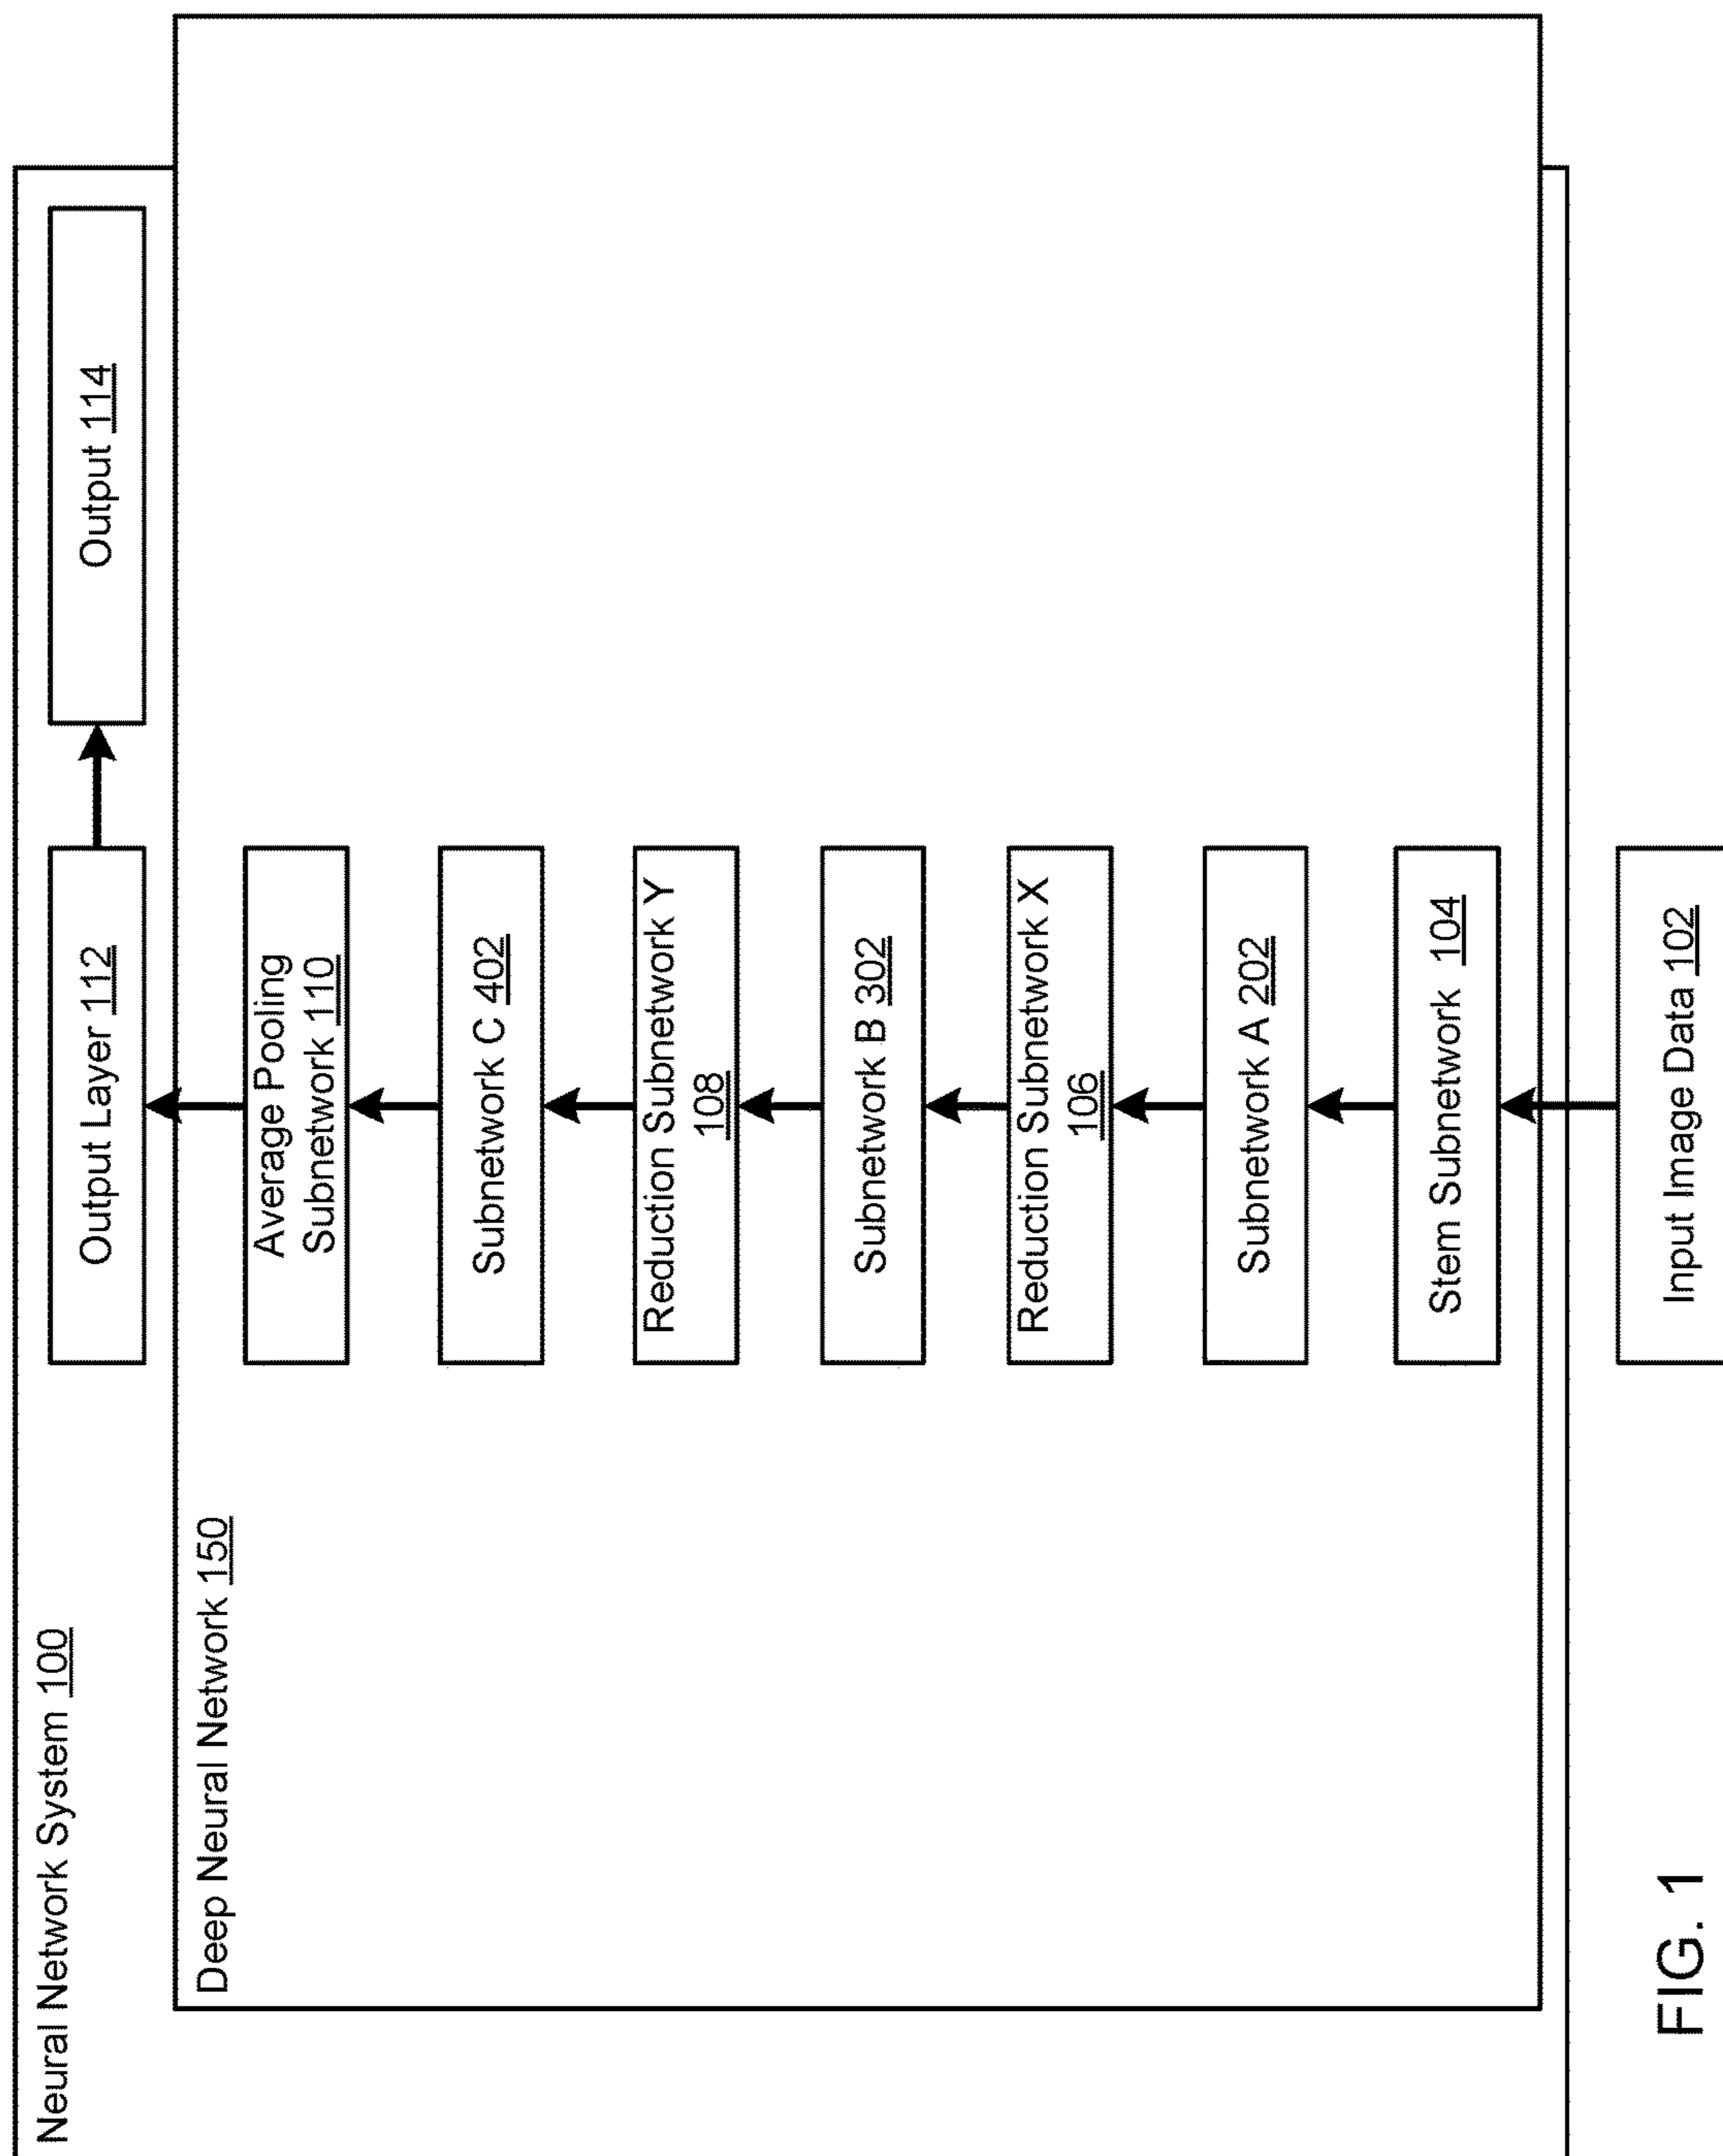 Neural Network System 100
Output Layer 112
Output 114
Deep Neural Network 150
Average Pooling
Subnetwork 110
Subnetwork C 402
Reduction Subnetwork Y
108
Subnetwork B 302
Reduction Subnetwork X
106
Subnetwork A 202
Stem Subnetwork 104
Input Image Data 102
FIG. 1